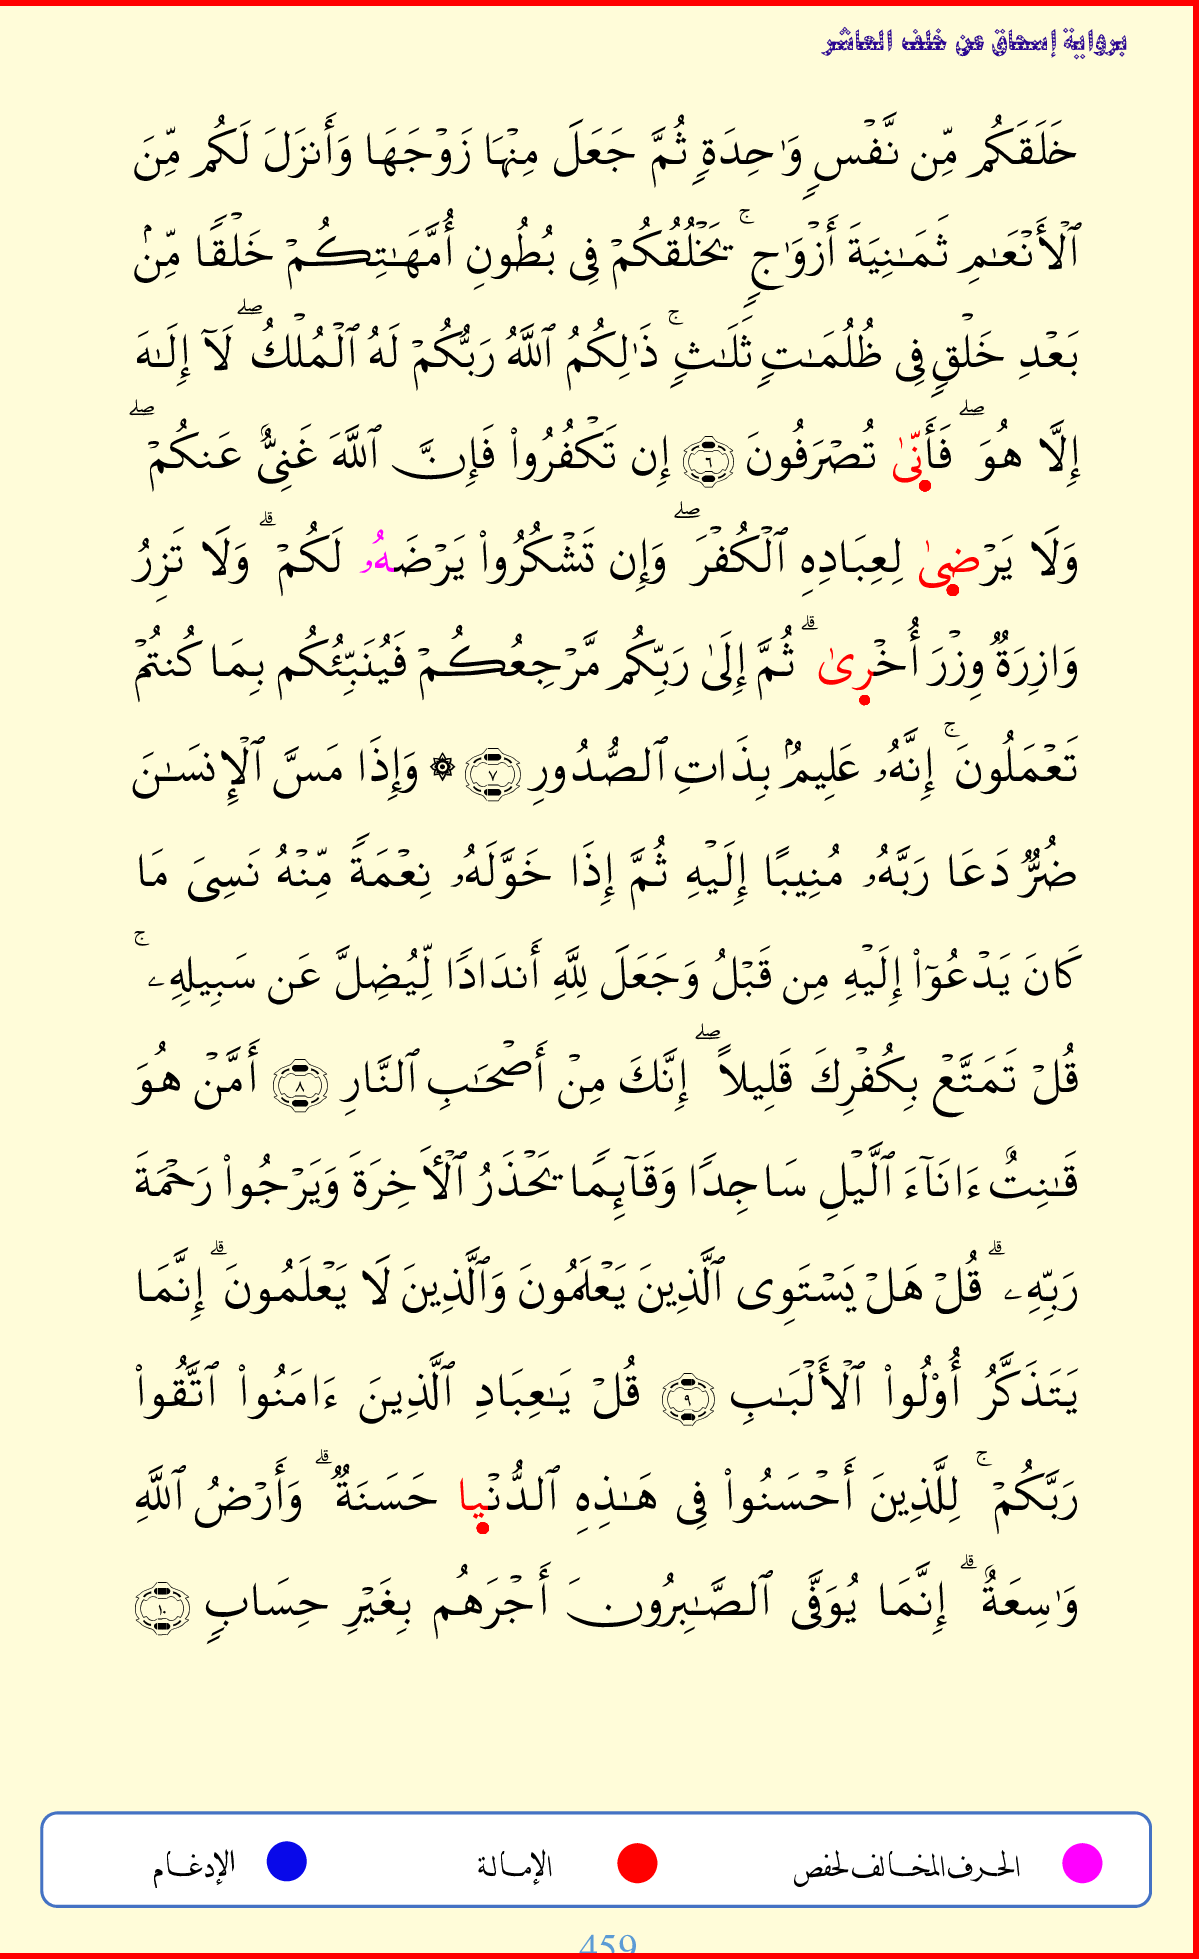 برواية إسحاق عن خلف العاشر
خَلَقَكُم مِّن نَّفۡسٖ وَٰحِدَةٖ ثُمَّ جَعَلَ مِنۡهَا زَوۡجَهَا وَأَنزَلَ لَكُم مِّنَ
ٱلۡأَنۡعَٰمِ ثَمَٰنِيَةَ أَزۡوَٰجٖۚ يَخۡلُقُكُمۡ فِي بُطُونِ أُمَّهَٰتِكُمۡ خَلۡقٗا مِّنۢ
بَعۡدِ خَلۡقٖ فِي ظُلُمَٰتٖ ثَلَٰثٖۚ ذَٰلِكُمُ ٱللَّهُ رَبُّكُمۡ لَهُ ٱلۡمُلۡكُۖ لَآ إِلَٰهَ
إِلَّا هُوَۖ فَأَنّٜىٰ تُصۡرَفُونَ ٦ إِن تَكۡفُرُواْ فَإِنَّ ٱللَّهَ غَنِيٌّ عَنكُمۡۖ
وَلَا يَرۡضٜىٰ لِعِبَادِهِ ٱلۡكُفۡرَۖ وَإِن تَشۡكُرُواْ يَرۡضَهُۥ لَكُمۡۗ وَلَا تَزِرُ
وَازِرَةٞ وِزۡرَ أُخۡرٜىٰۗ ثُمَّ إِلَىٰ رَبِّكُم مَّرۡجِعُكُمۡ فَيُنَبِّئُكُم بِمَا كُنتُمۡ
تَعۡمَلُونَۚ إِنَّهُۥ عَلِيمُۢ بِذَاتِ ٱلصُّدُورِ ٧ ۞ وَإِذَا مَسَّ ٱلۡإِنسَٰنَ
ضُرّٞ دَعَا رَبَّهُۥ مُنِيبًا إِلَيۡهِ ثُمَّ إِذَا خَوَّلَهُۥ نِعۡمَةٗ مِّنۡهُ نَسِيَ مَا
كَانَ يَدۡعُوٓاْ إِلَيۡهِ مِن قَبۡلُ وَجَعَلَ لِلَّهِ أَندَادٗا لِّيُضِلَّ عَن سَبِيلِهِۦۚ
قُلۡ تَمَتَّعۡ بِكُفۡرِكَ قَلِيلًاۖ إِنَّكَ مِنۡ أَصۡحَٰبِ ٱلنَّارِ ٨ أَمَّنۡ هُوَ
قَٰنِتٌ ءَانَآءَ ٱلَّيۡلِ سَاجِدٗا وَقَآئِمٗا يَحۡذَرُ ٱلۡأٓخِرَةَ وَيَرۡجُواْ رَحۡمَةَ
رَبِّهِۦۗ قُلۡ هَلۡ يَسۡتَوِي ٱلَّذِينَ يَعۡلَمُونَ وَٱلَّذِينَ لَا يَعۡلَمُونَۗ إِنَّمَا
يَتَذَكَّرُ أُوْلُواْ ٱلۡأَلۡبَٰبِ ٩ قُلۡ يَٰعِبَادِ ٱلَّذِينَ ءَامَنُواْ ٱتَّقُواْ
رَبَّكُمۡۚ لِلَّذِينَ أَحۡسَنُواْ فِي هَٰذِهِ ٱلدُّنۡيٜا حَسَنَةٞۗ وَأَرۡضُ ٱللَّهِ
وَٰسِعَةٌۗ إِنَّمَا يُوَفَّى ٱلصَّٰبِرُونَ أَجۡرَهُم بِغَيۡرِ حِسَابٖ ١٠
الحرف المخالف لحفص الإمالة الإدغام
459